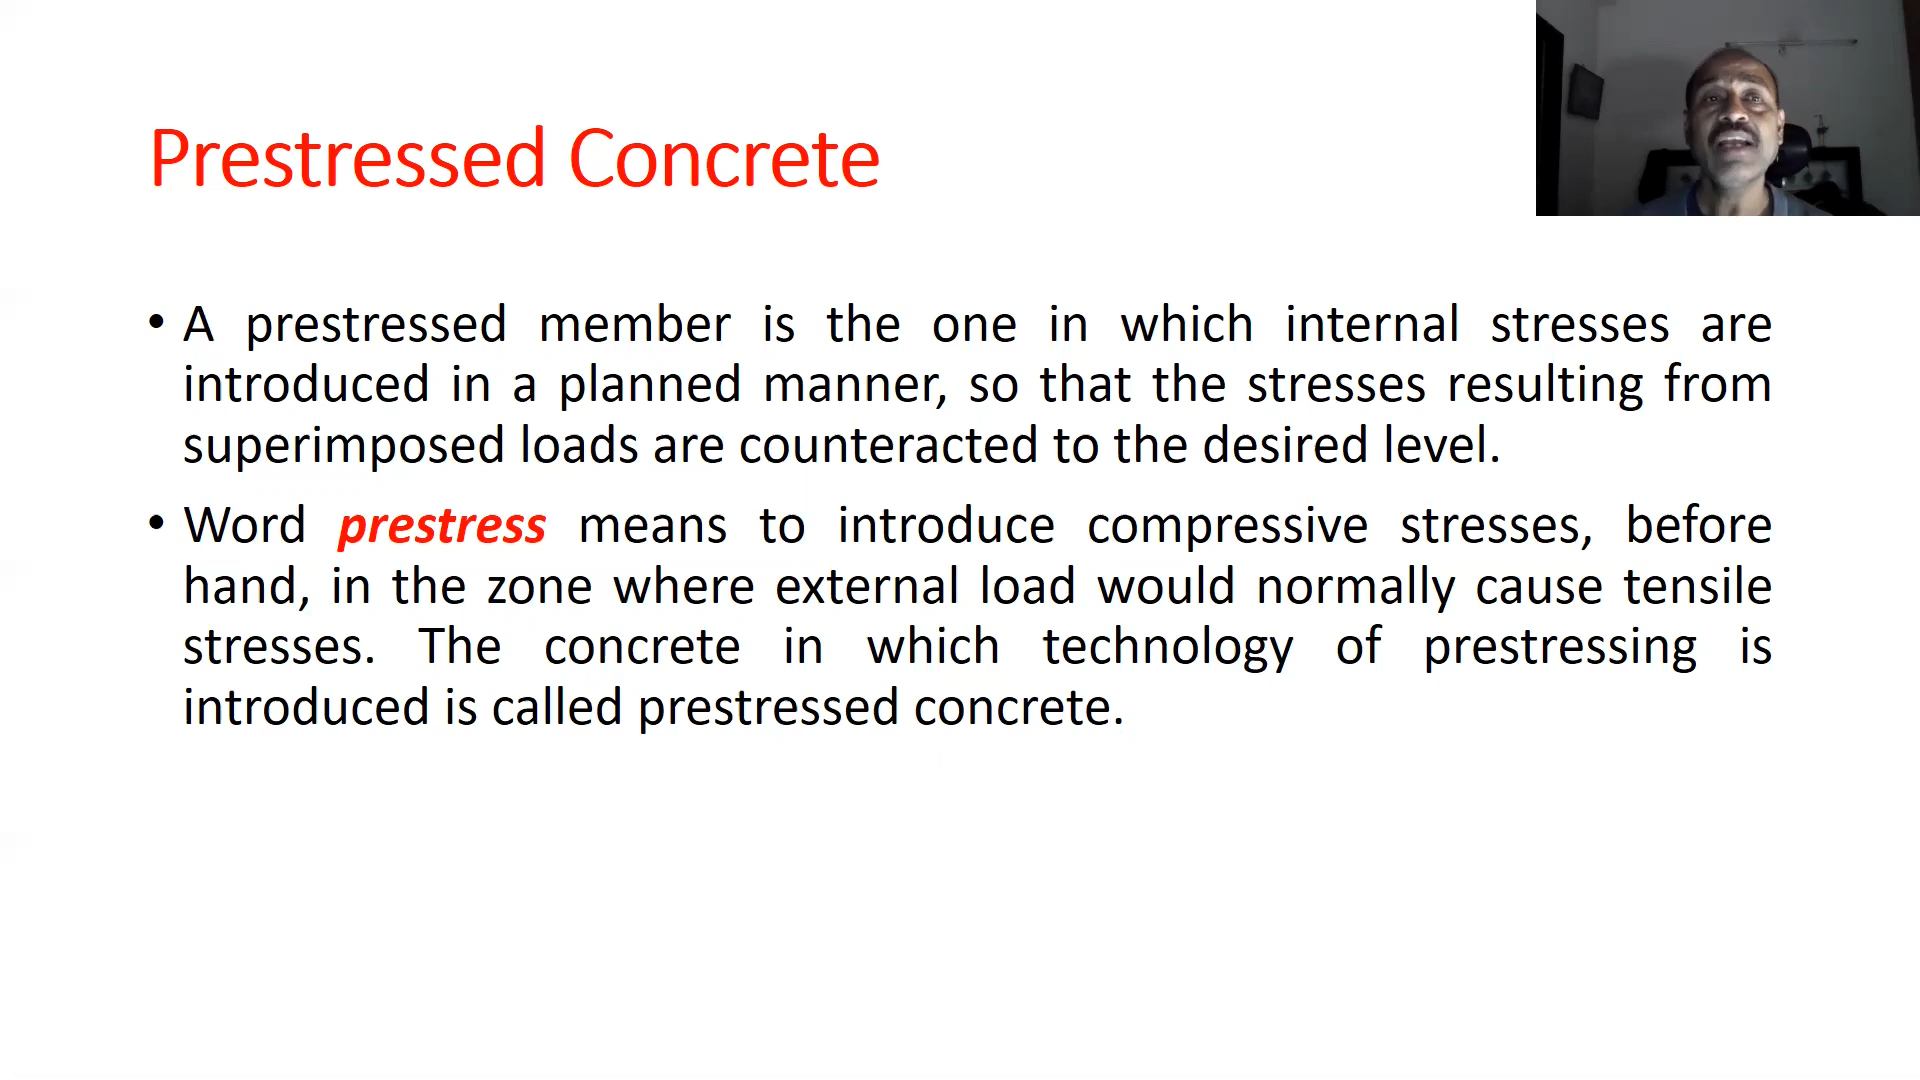 Prestressed Concrete
• A prestressed member is the one in which internal stresses are
introduced in a planned manner, so that the stresses resulting from
superimposed loads are counteracted to the desired level.
• Word prestress means to introduce compressive stresses, before
hand, in the zone where external load would normally cause tensile
stresses. The concrete in which technology of prestressing is
introduced is called prestressed concrete.